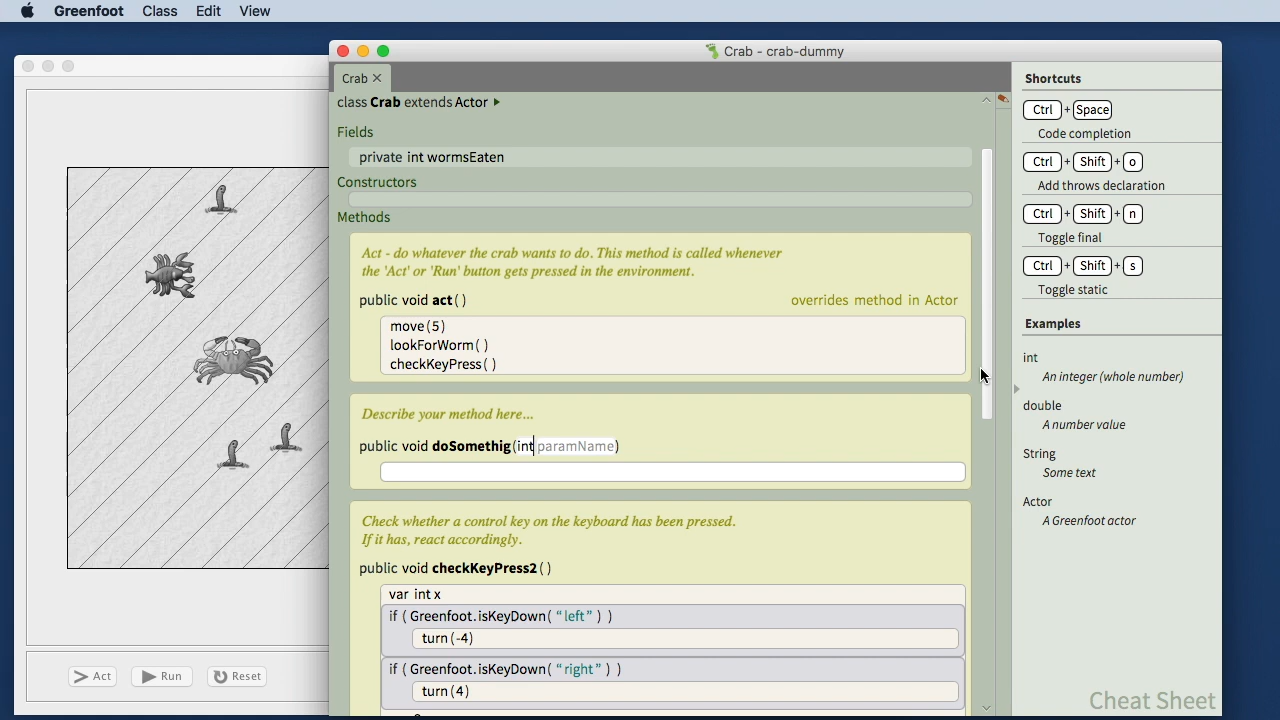 Greenfoot Class Edit View
Crab - crab-dummy
Crab
class Crab extends Actor
Fields
private int wormsEaten
Constructors
Methods
Act - do whatever the crab wants to do. This method is called whenever
the 'Act' or 'Run' button gets pressed in the environment.
public void act() overrides method in Actor
move(5)
lookForWorm()
checkKeyPress()
Describe your method here...
public void doSomethig(int paramName)
Check whether a control key on the keyboard has been pressed.
If it has, react accordingly.
public void checkKeyPress2()
var int x
if ( Greenfoot.isKeyDown( “left” ) )
turn(-4)
if ( Greenfoot.isKeyDown( “right” ) )
turn(4)
Act Run Reset
Shortcuts
Ctrl + Space
Code completion
Ctrl + Shift + o
Add throws declaration
Ctrl + Shift + n
Toggle final
Ctrl + Shift + s
Toggle static
Examples
int
An integer (whole number)
double
A number value
String
Some text
Actor
A Greenfoot actor
Cheat Sheet